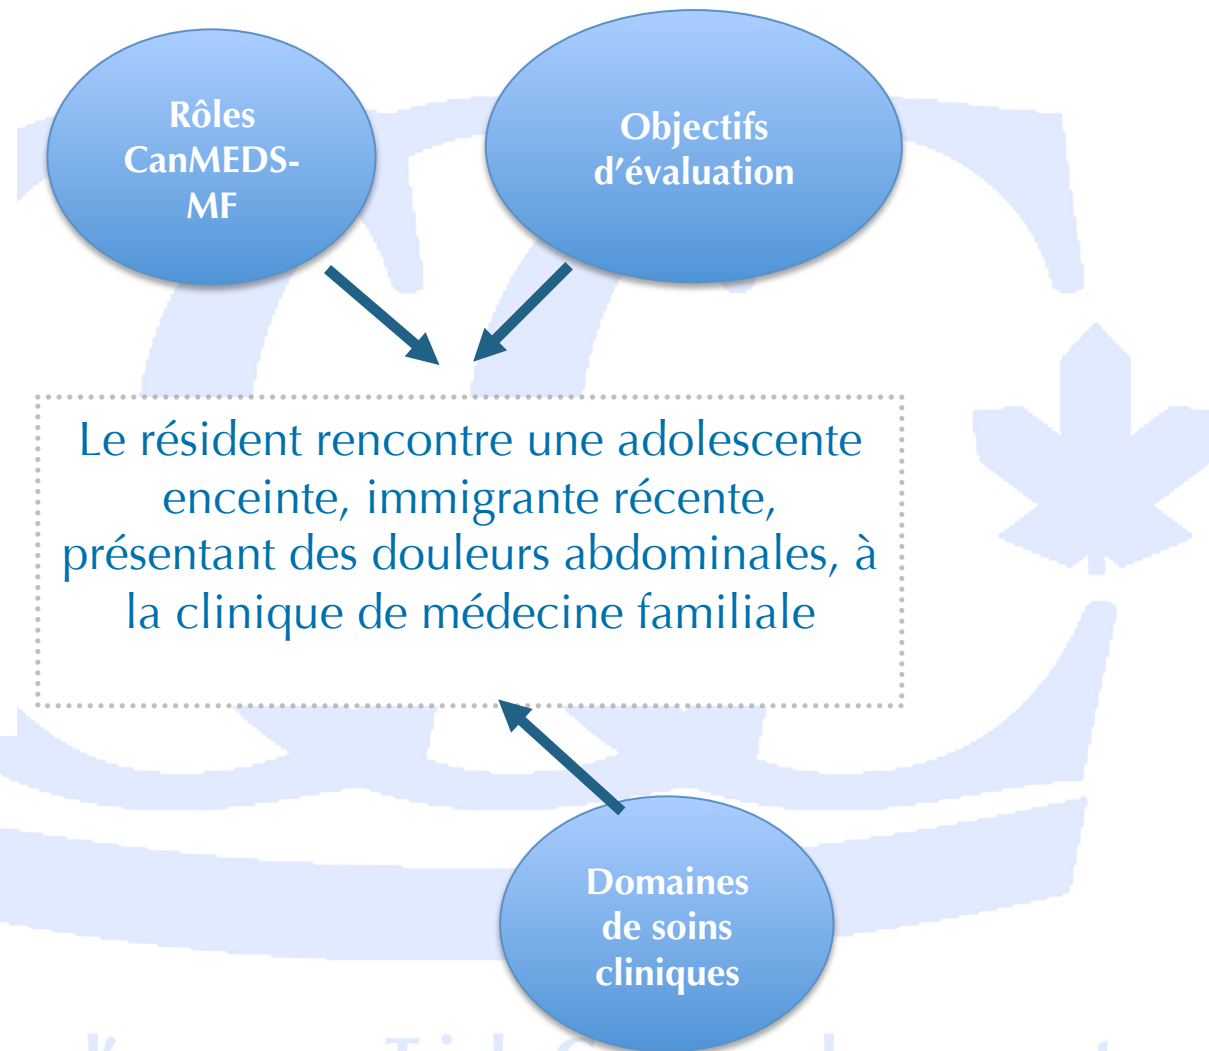 Rôles
CanMEDS-
MF
Objectifs
d'évaluation
Le résident rencontre une adolescente
enceinte, immigrante récente,
présentant des douleurs abdominales, à
la clinique de médecine familiale
Domaines
de soins
cliniques